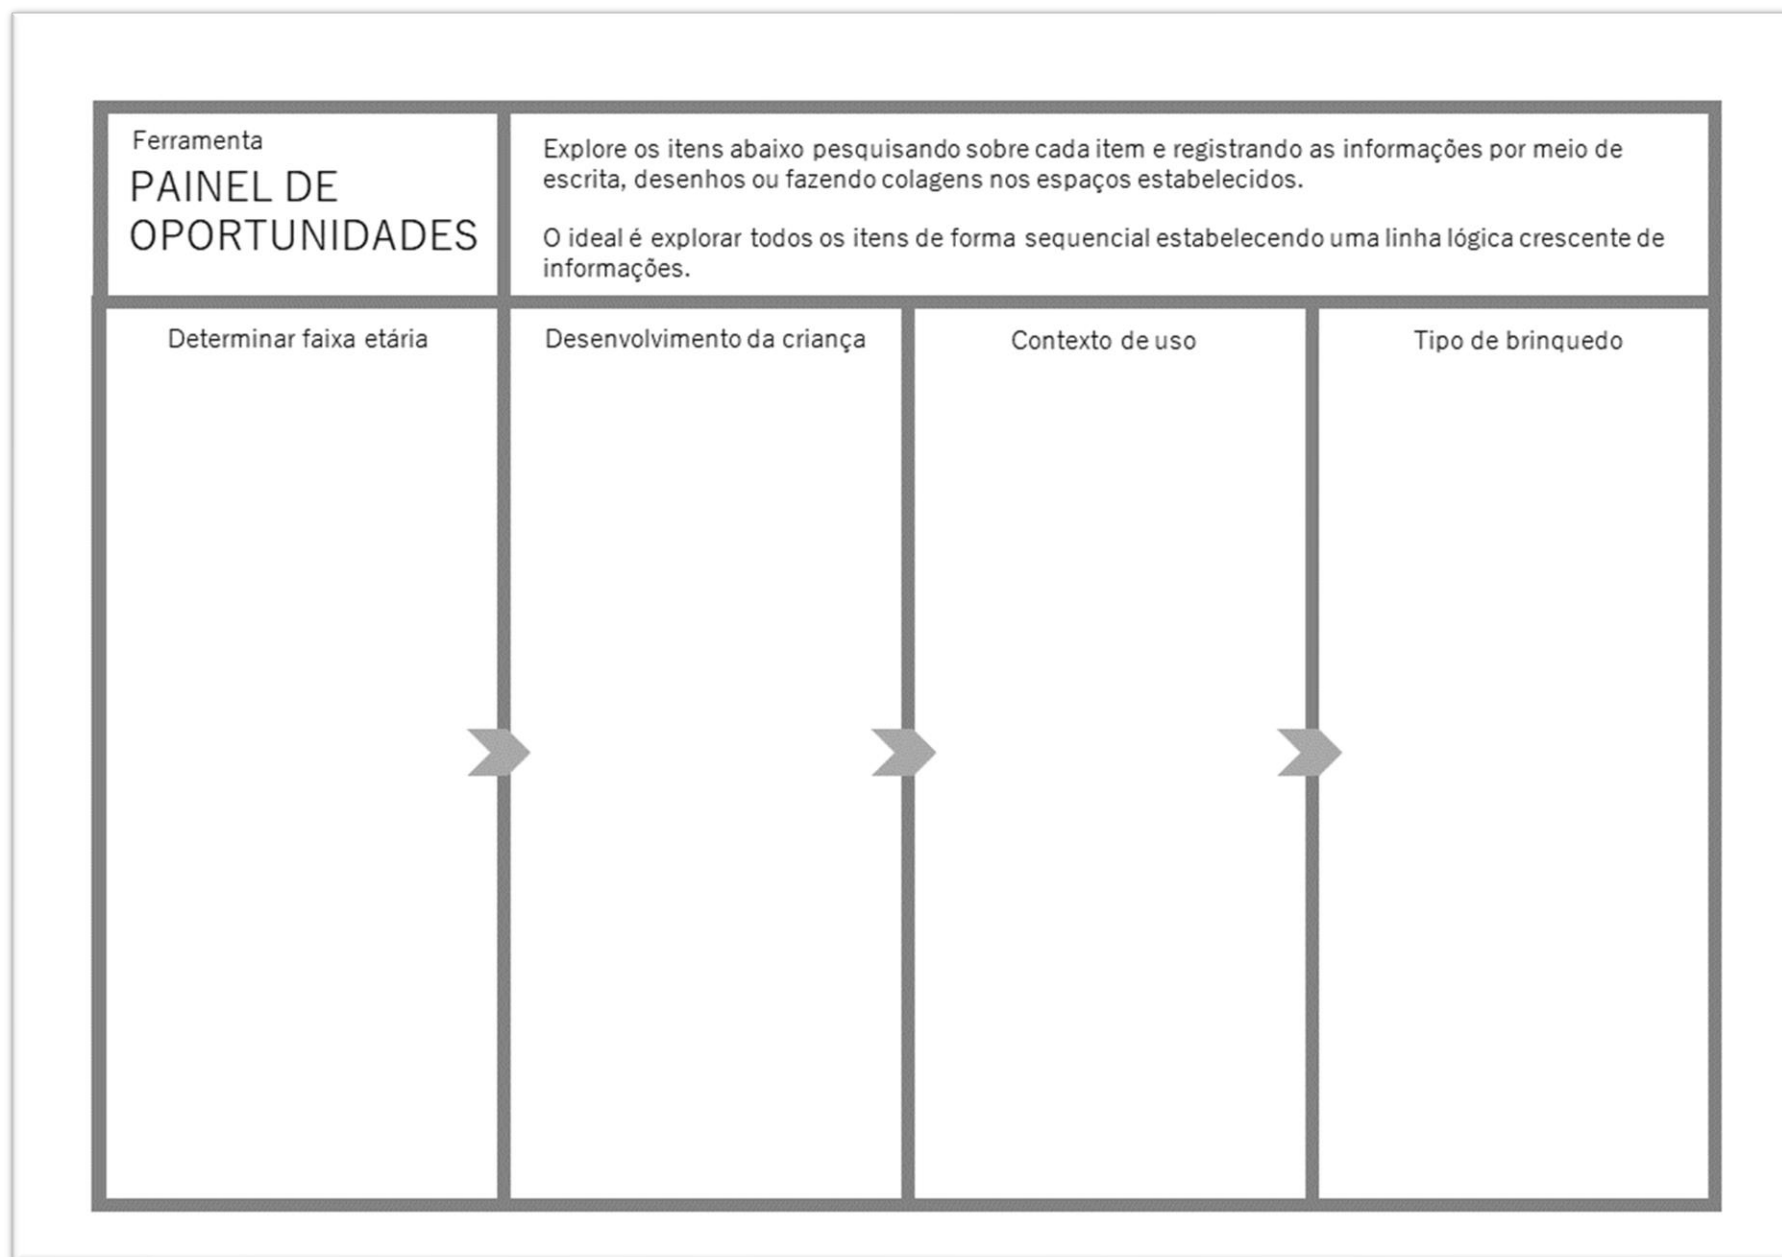 Ferramenta
PAINEL DE
OPORTUNIDADES
Explore os itens abaixo pesquisando sobre cada item e registrando as informações por meio de
escrita, desenhos ou fazendo colagens nos espaços estabelecidos.
O ideal é explorar todos os itens de forma sequencial estabelecendo uma linha lógica crescente de
informações.
Determinar faixa etária
Desenvolvimento da criança
Contexto de uso
Tipo de brinquedo